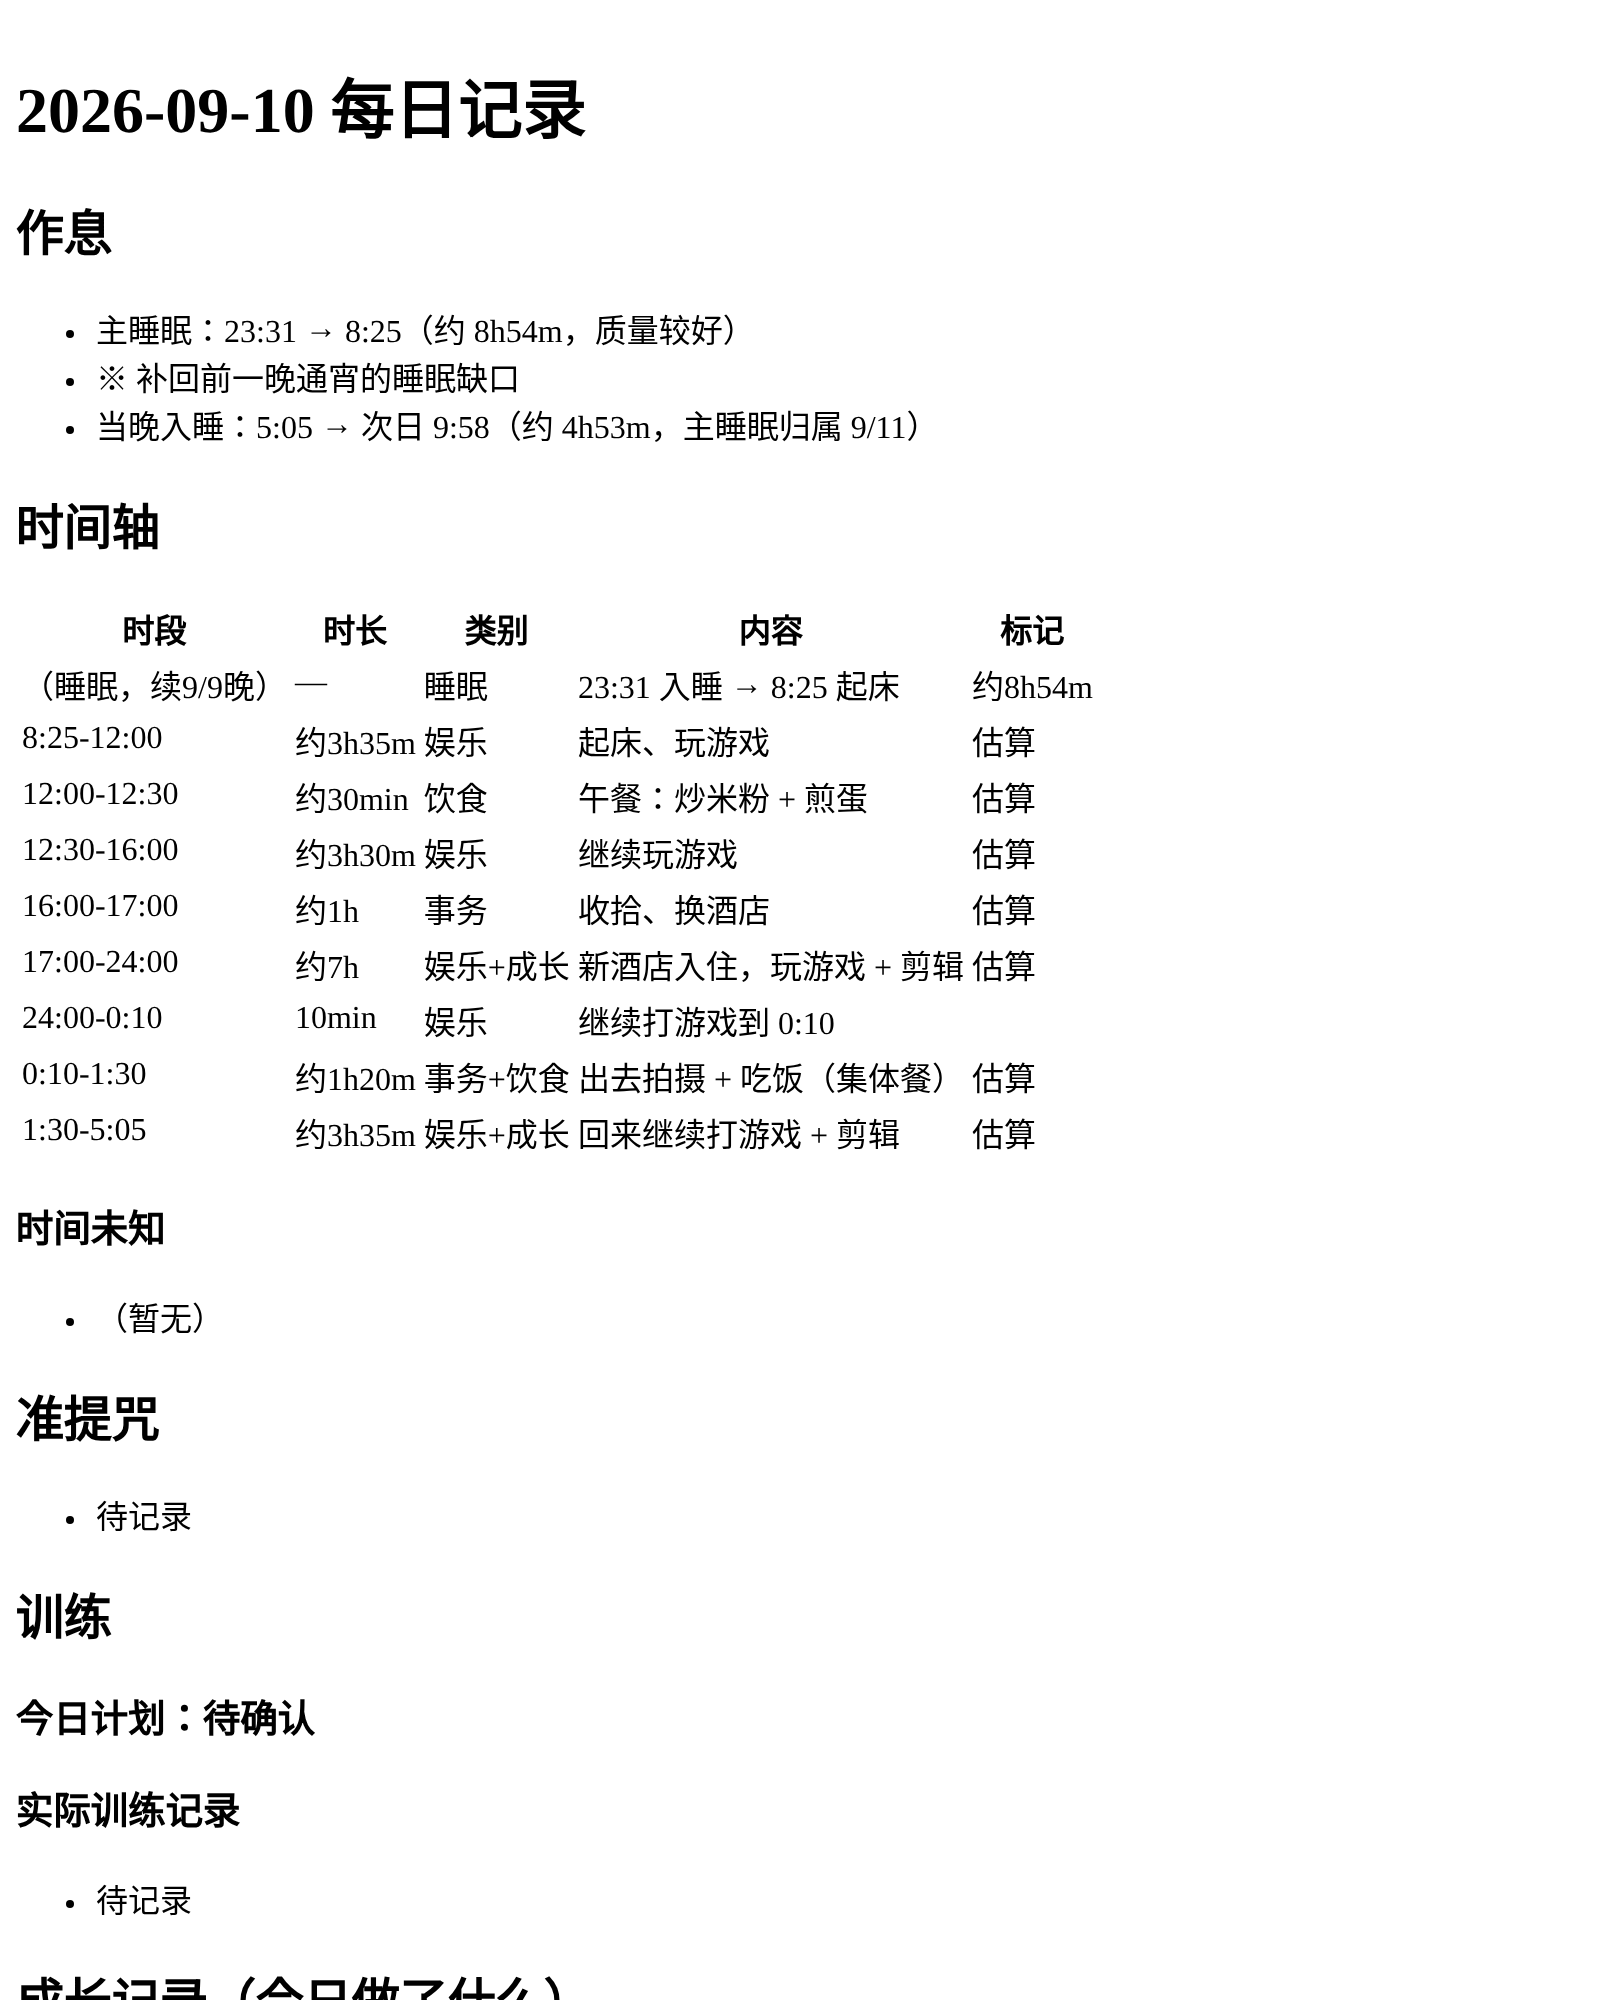 2026-09-10 每日记录
作息
主睡眠：23:31 → 8:25（约 8h54m，质量较好）
※ 补回前一晚通宵的睡眠缺口
当晚入睡：5:05 → 次日 9:58（约 4h53m，主睡眠归属 9/11）
时间轴
时段 时长 类别 内容 标记
（睡眠，续9/9晚） — 睡眠 23:31 入睡 → 8:25 起床 约8h54m
8:25-12:00 约3h35m 娱乐 起床、玩游戏 估算
12:00-12:30 约30min 饮食 午餐：炒米粉 + 煎蛋 估算
12:30-16:00 约3h30m 娱乐 继续玩游戏 估算
16:00-17:00 约1h 事务 收拾、换酒店 估算
17:00-24:00 约7h 娱乐+成长 新酒店入住，玩游戏 + 剪辑 估算
24:00-0:10 10min 娱乐 继续打游戏到 0:10
0:10-1:30 约1h20m 事务+饮食 出去拍摄 + 吃饭（集体餐） 估算
1:30-5:05 约3h35m 娱乐+成长 回来继续打游戏 + 剪辑 估算
时间未知
（暂无）
准提咒
待记录
训练
今日计划：待确认
实际训练记录
待记录
成长记录（今日做了什么）